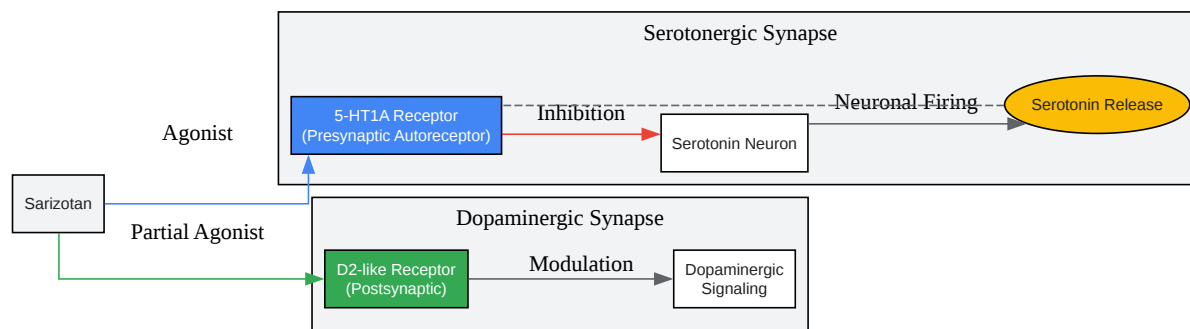 Serotonergic Synapse
5-HT1A Receptor
(Presynaptic Autoreceptor)
Inhibition
Serotonin Neuron
Neuronal Firing
Serotonin Release
Agonist
Sarizotan
Partial Agonist
Dopaminergic Synapse
D2-like Receptor
(Postsynaptic)
Modulation
Dopaminergic
Signaling